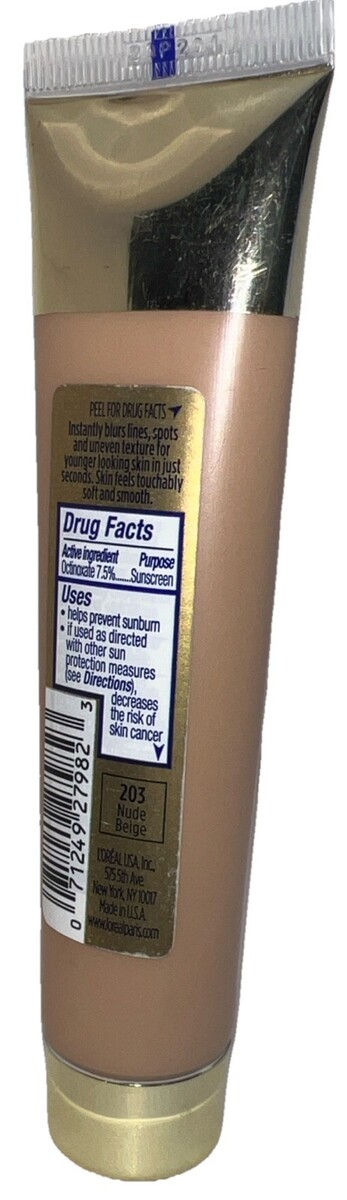 PEEL FOR DRUG FACTS
Instantly blurs lines, spots
and uneven texture for
younger looking skin in just
seconds. Skin feels touchably
soft and smooth.
Drug Facts
Active ingredient Purpose
Octinoxate 7.5%......Sunscreen
Uses
• helps prevent sunburn
• if used as directed
with other sun
protection measures
(see Directions),
decreases
the risk of
skin cancer
0 71249 27982 3
203
Nude
Beige
L'ORÉAL USA, Inc.,
575 5th Ave.
New York, NY 10017
Made in U.S.A.
www.lorealparis.com